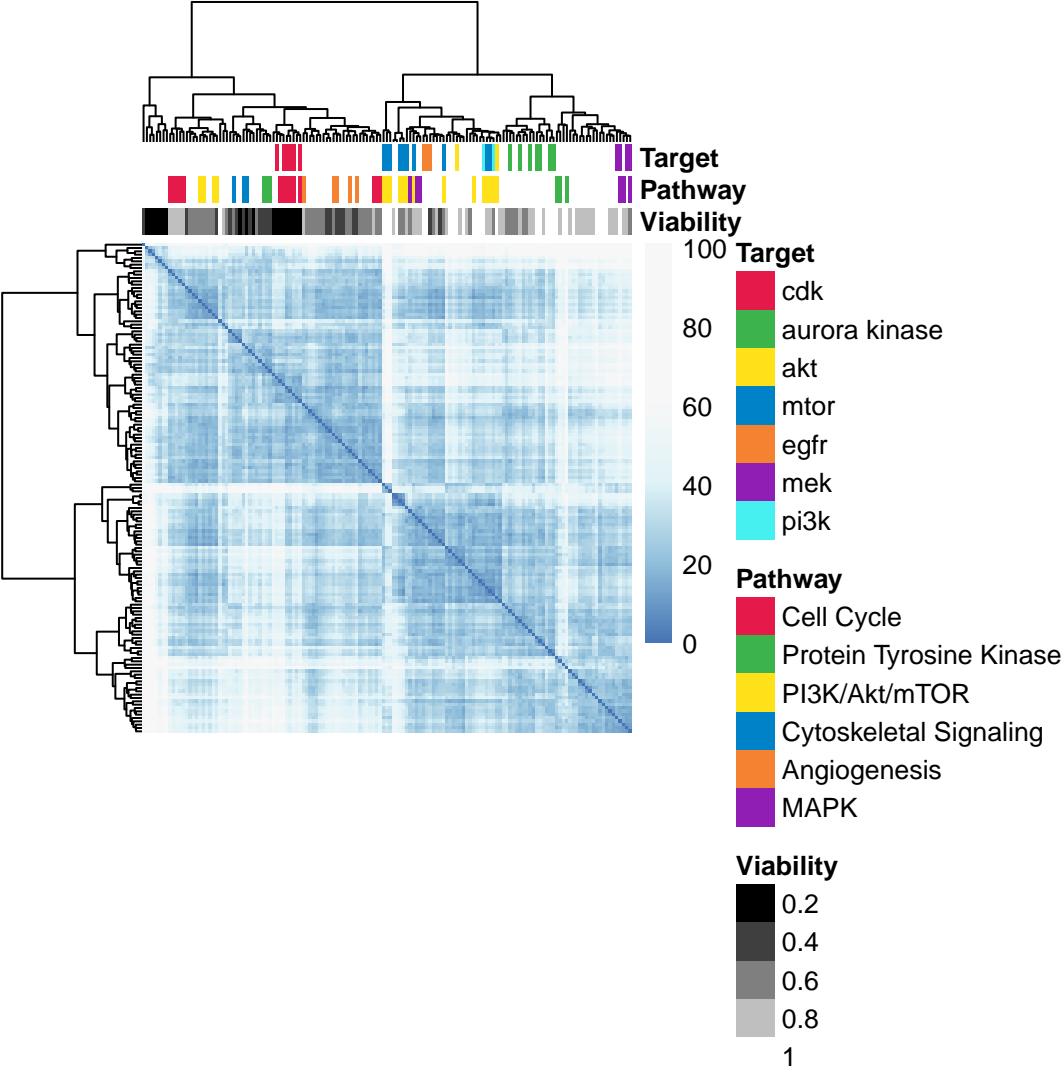 Target
Pathway
Viability
100
80
60
40
20
0
Target
cdk
aurora kinase
akt
mtor
egfr
mek
pi3k
Pathway
Cell Cycle
Protein Tyrosine Kinase
PI3K/Akt/mTOR
Cytoskeletal Signaling
Angiogenesis
MAPK
Viability
0.2
0.4
0.6
0.8
1